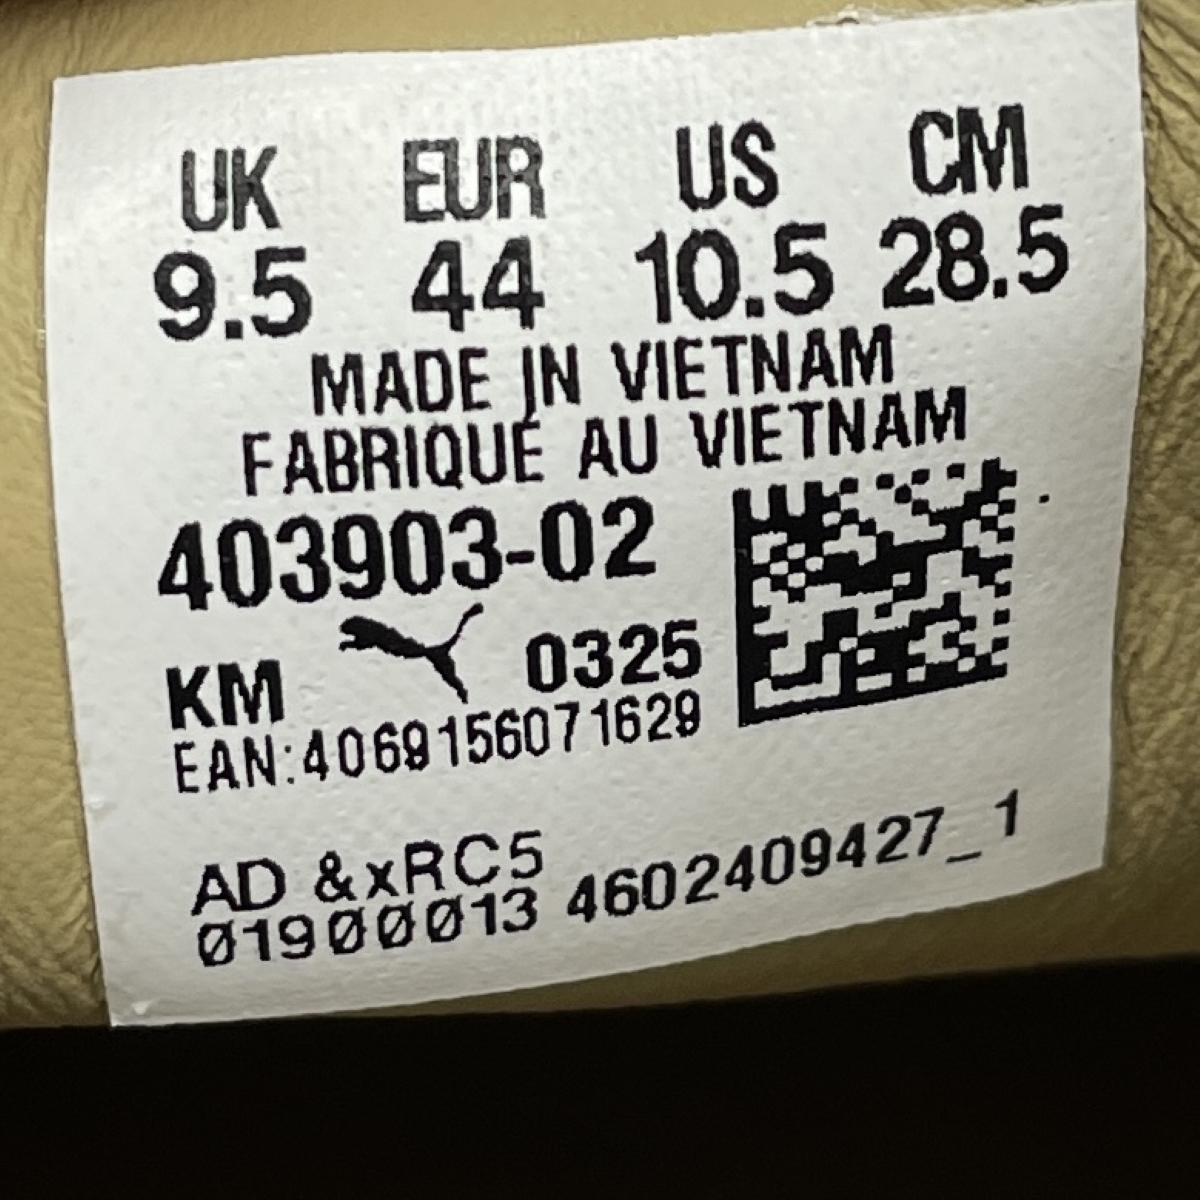 UK EUR US CM
9.5 44 10.5 28.5
MADE IN VIETNAM
FABRIQUÉ AU VIETNAM
403903-02
KM 0325
EAN:4069156071629
AD &xRC5
01900013 4602409427_1